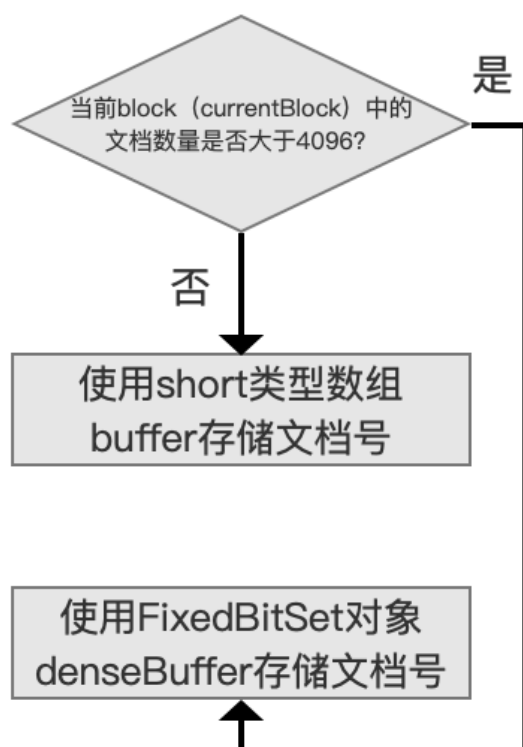 当前block（currentBlock）中的
文档数量是否大于4096?
是
否
使用short类型数组
buffer存储文档号
使用FixedBitSet对象
denseBuffer存储文档号